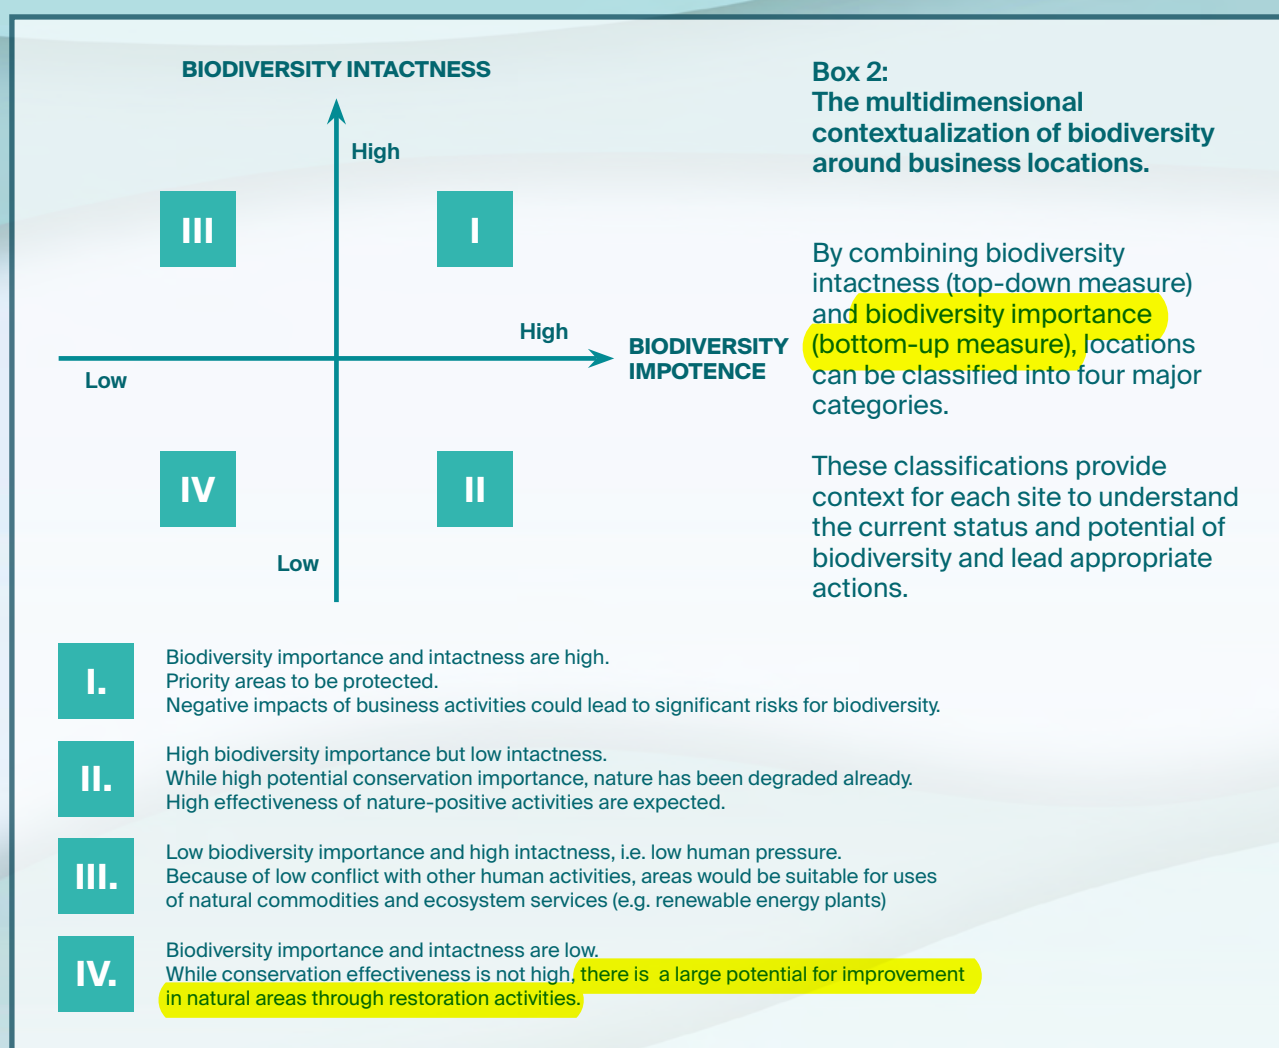 BIODIVERSITY INTACTNESS
High
III
I
High
BIODIVERSITY
IMPOTENCE
Low
IV
II
Low
Box 2:
The multidimensional
contextualization of biodiversity
around business locations.
By combining biodiversity
intactness (top-down measure)
and biodiversity importance
(bottom-up measure), locations
can be classified into four major
categories.
These classifications provide
context for each site to understand
the current status and potential of
biodiversity and lead appropriate
actions.
I.
Biodiversity importance and intactness are high.
Priority areas to be protected.
Negative impacts of business activities could lead to significant risks for biodiversity.
II.
High biodiversity importance but low intactness.
While high potential conservation importance, nature has been degraded already.
High effectiveness of nature-positive activities are expected.
III.
Low biodiversity importance and high intactness, i.e. low human pressure.
Because of low conflict with other human activities, areas would be suitable for uses
of natural commodities and ecosystem services (e.g. renewable energy plants)
IV.
Biodiversity importance and intactness are low.
While conservation effectiveness is not high, there is a large potential for improvement
in natural areas through restoration activities.